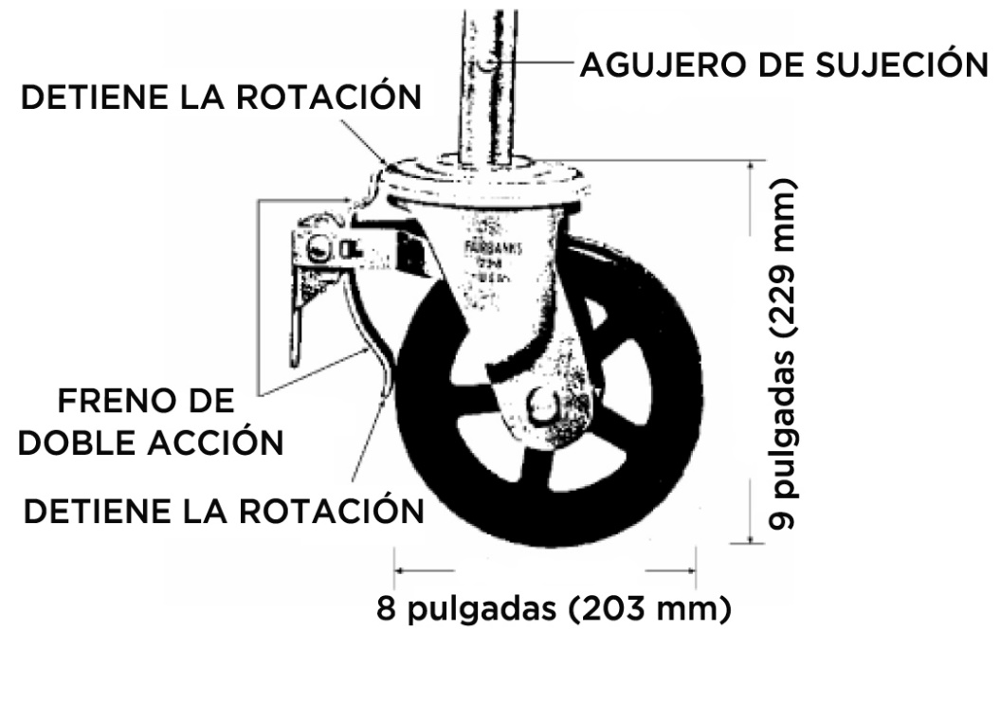 AGUJERO DE SUJECIÓN
DETIENE LA ROTACIÓN
FAIRBANKS
FRENO DE
DOBLE ACCIÓN
DETIENE LA ROTACIÓN
9 pulgadas (229 mm)
8 pulgadas (203 mm)